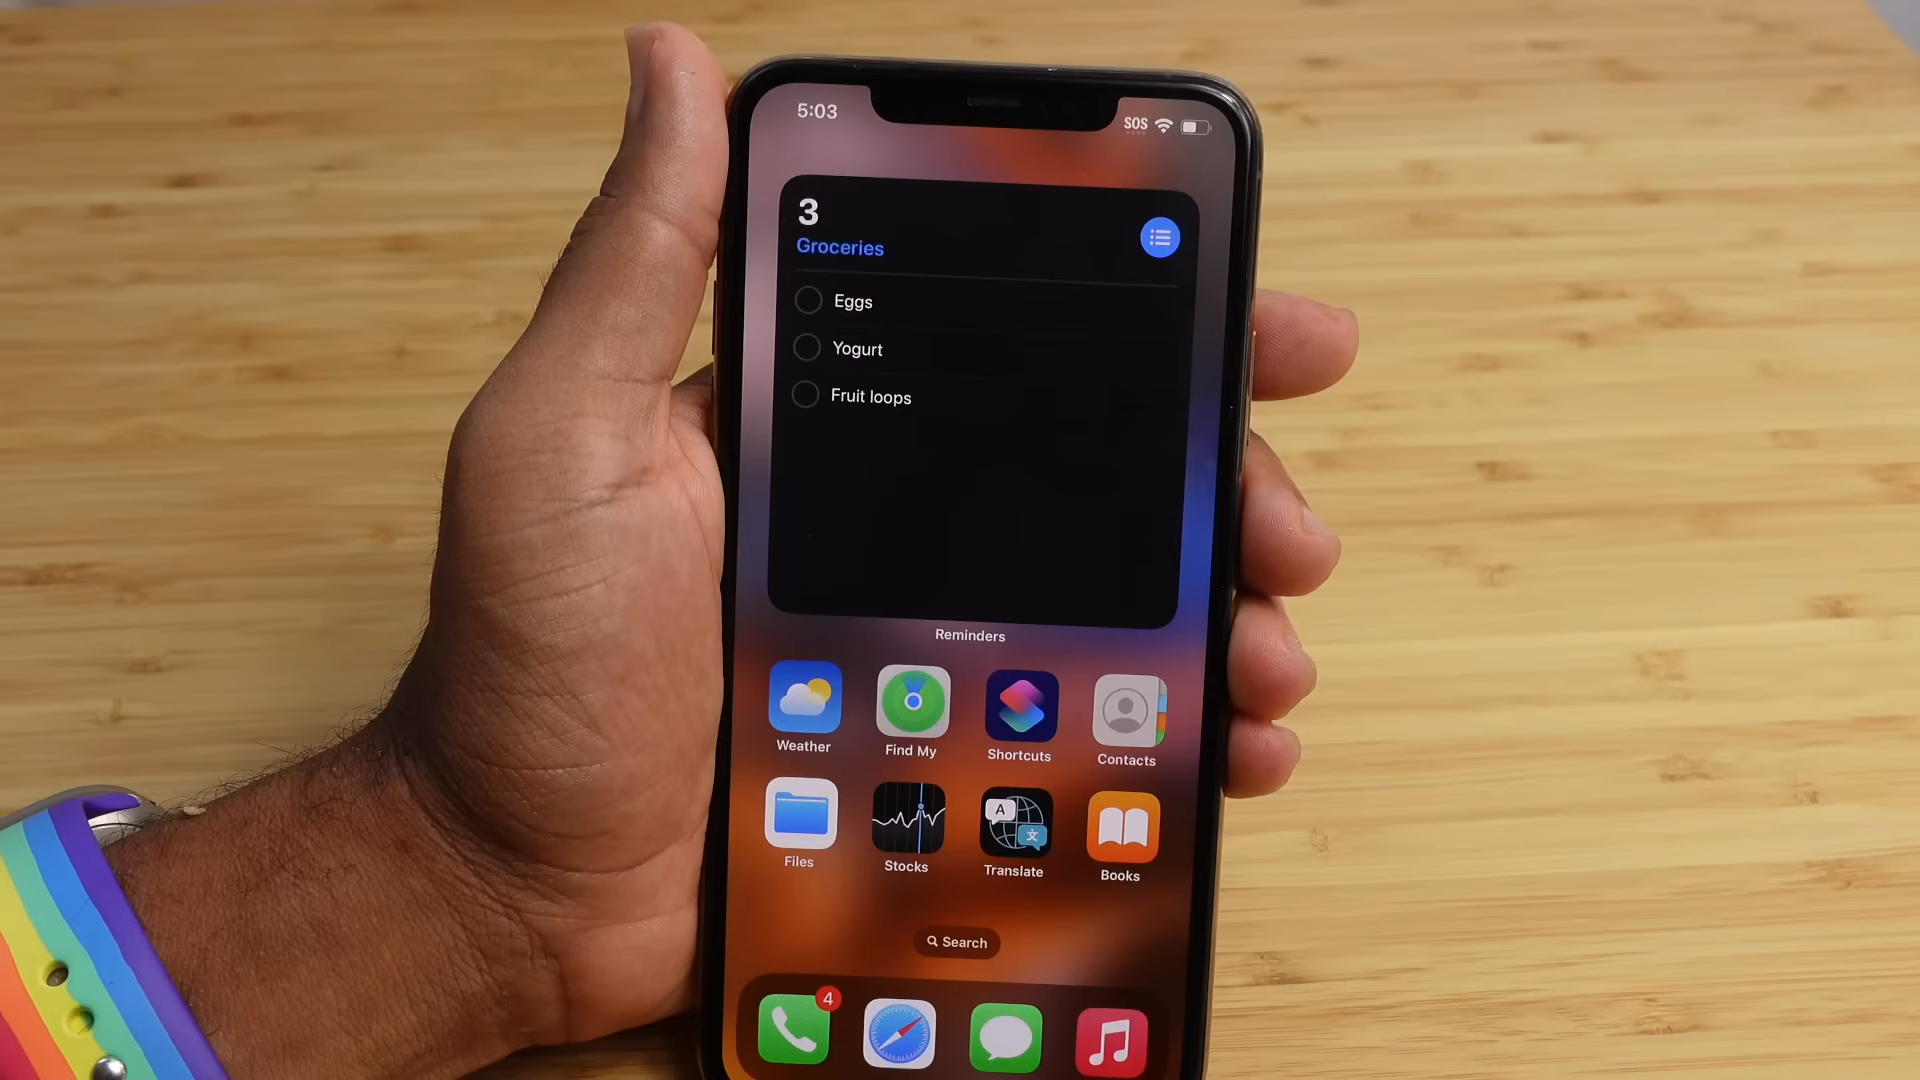 5:03
SOS
3
Groceries
Eggs
Yogurt
Fruit loops
Reminders
Weather
Find My
Shortcuts
Contacts
A
文
Files
Stocks
Translate
Books
Search
4